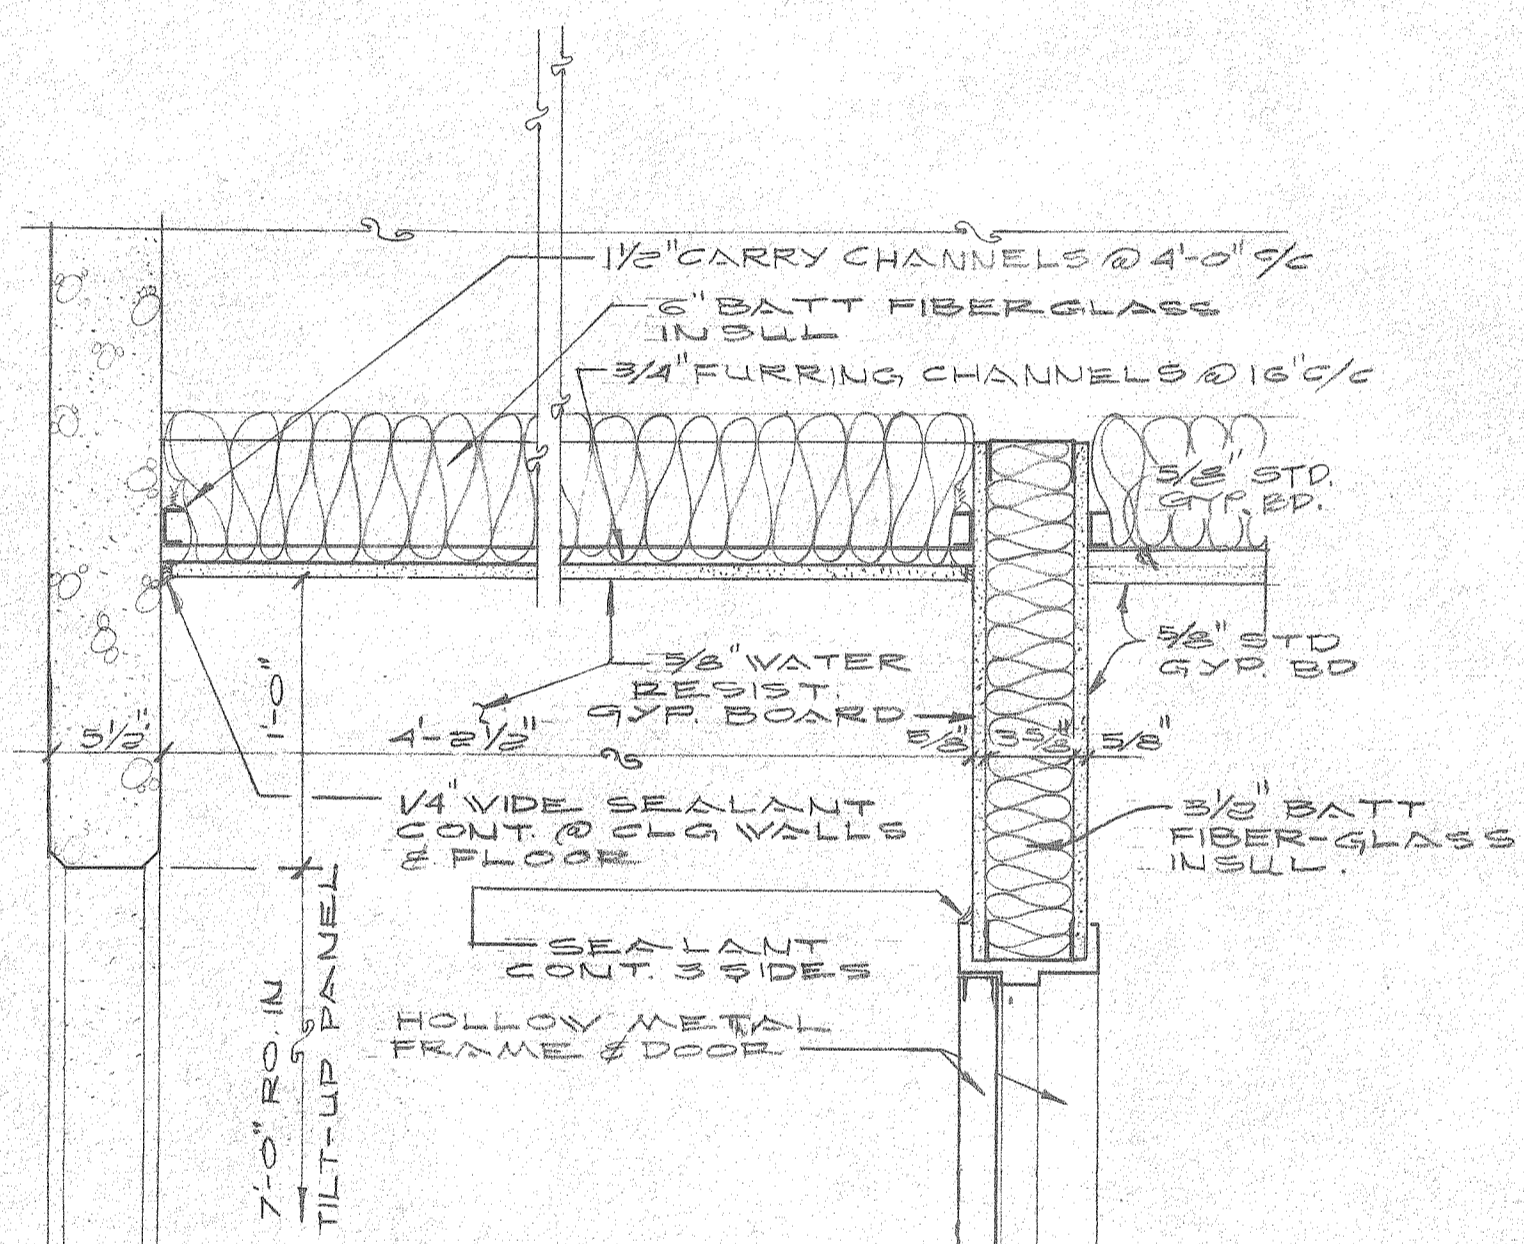 1½" CARRY CHANNELS @ 4'-0" c/c
6" BATT FIBERGLASS
INSUL
3/4" FURRING CHANNELS @ 16" c/c
5/8" STD.
GYP. BD.
5/8" STD
GYP. BD
5/8" WATER
RESIST.
GYP. BOARD
1'-0"
5½"
4'-2½"
5/8"
3⅝"
5/8"
1/4" WIDE SEALANT
CONT. @ CLG WALLS
& FLOOR
3½" BATT
FIBER-GLASS
INSUL.
SEALANT
CONT. 3 SIDES
HOLLOW METAL
FRAME & DOOR
7'-0" RO. IN
TILT-UP PANEL